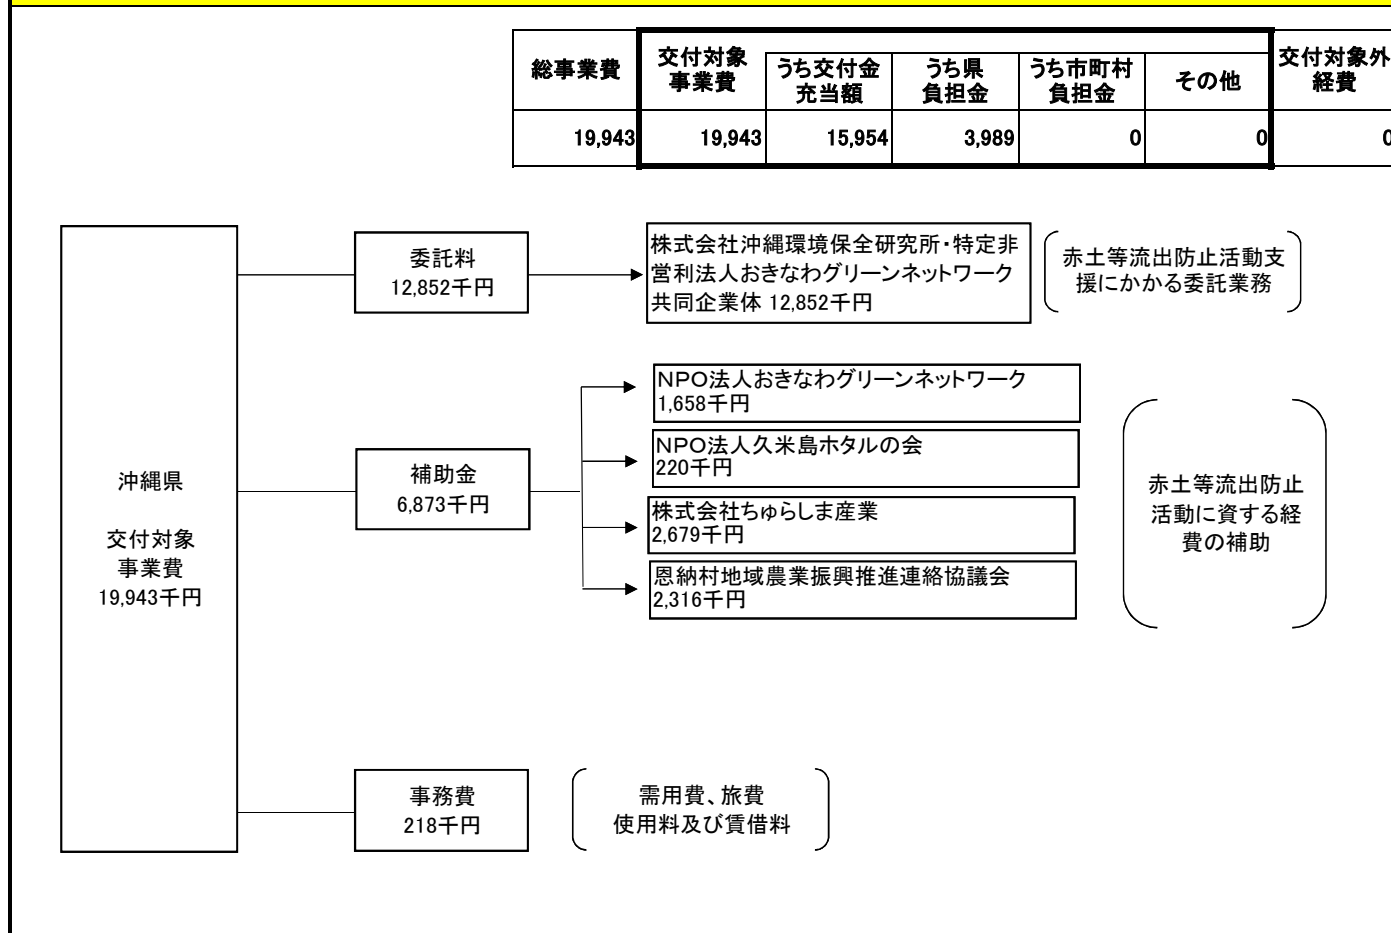 総事業費
交付対象
事業費
うち交付金
充当額
うち県
負担金
うち市町村
負担金
その他
交付対象外
経費
19,943
19,943
15,954
3,989
0
0
0
沖縄県
交付対象
事業費
19,943千円
委託料
12,852千円
株式会社沖縄環境保全研究所・特定非
営利法人おきなわグリーンネットワーク
共同企業体 12,852千円
赤土等流出防止活動支
援にかかる委託業務
補助金
6,873千円
NPO法人おきなわグリーンネットワーク
1,658千円
NPO法人久米島ホタルの会
220千円
株式会社ちゅらしま産業
2,679千円
恩納村地域農業振興推進連絡協議会
2,316千円
赤土等流出防止
活動に資する経
費の補助
事務費
218千円
需用費、旅費
使用料及び賃借料